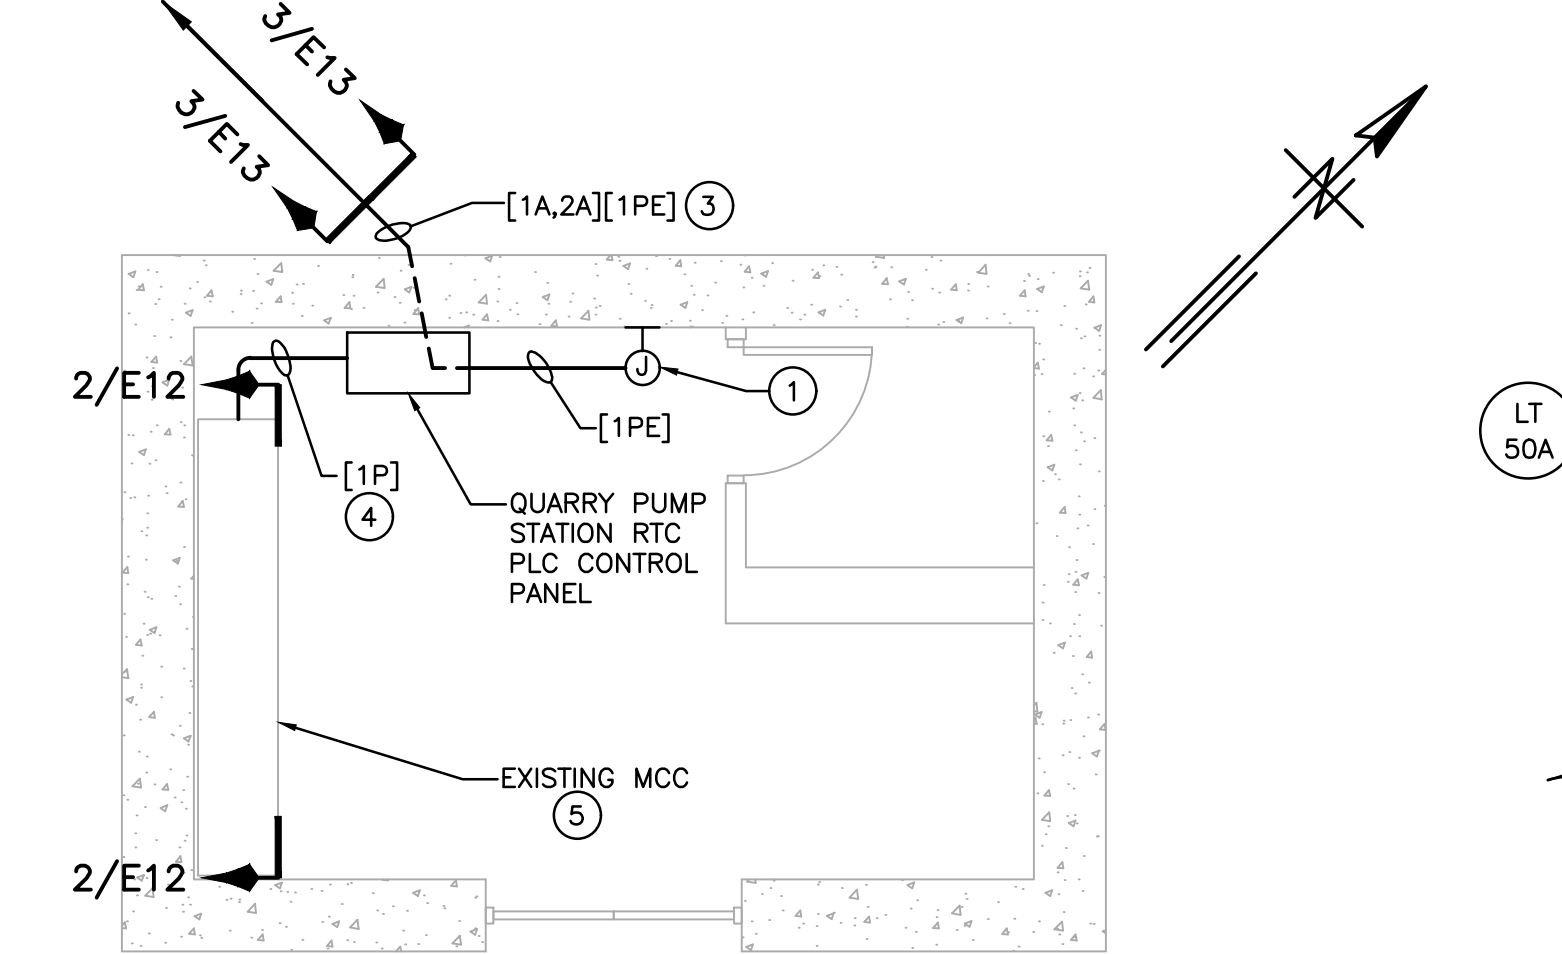 3/E13
3/E13
[1A,2A][1PE] 3
N
2/E12
J
1
[1PE]
[1P]
4
QUARRY PUMP
STATION RTC
PLC CONTROL
PANEL
LT
50A
EXISTING MCC
5
2/E12